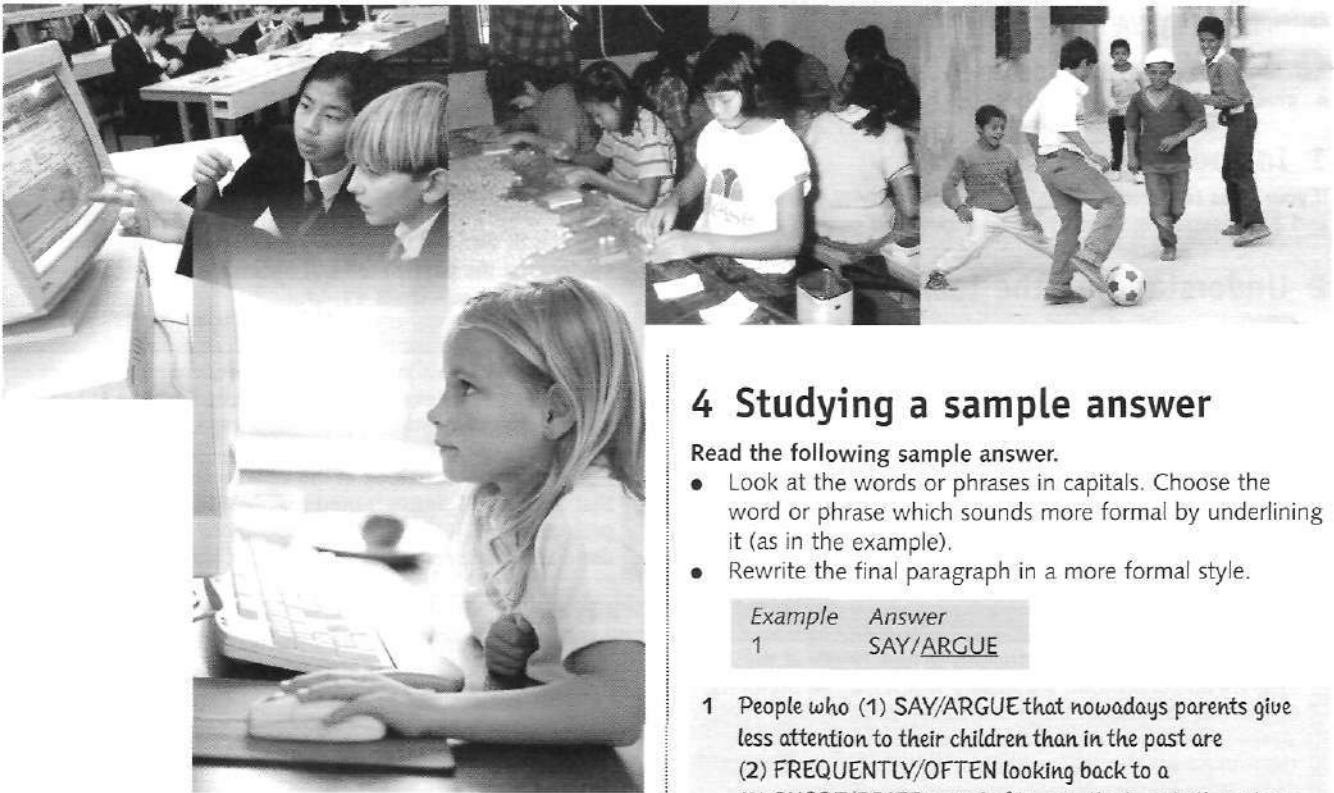 4 Studying a sample answer
Read the following sample answer.
● Look at the words or phrases in capitals. Choose the
word or phrase which sounds more formal by underlining
it (as in the example).
● Rewrite the final paragraph in a more formal style.
Example Answer
1 SAY/ARGUE
1 People who (1) SAY/ARGUE that nowadays parents give
less attention to their children than in the past are
(2) FREQUENTLY/OFTEN looking back to a